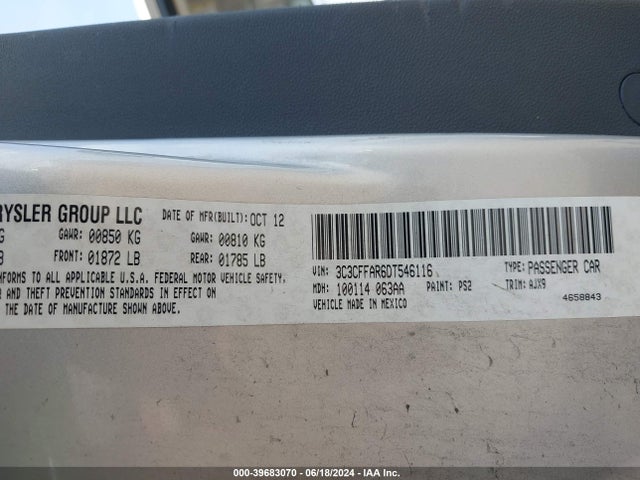 RYSLER GROUP LLC DATE OF MFR(BUILT): OCT 12
G GAWR: 00850 KG GAWR: 00810 KG
B FRONT: 01872 LB REAR: 01785 LB
NFORMS TO ALL APPLICABLE U.S.A. FEDERAL MOTOR VEHICLE SAFETY,
R AND THEFT PREVENTION STANDARDS IN EFFECT ON
THE DATE OF MANUFACTURE SHOWN ABOVE.
VIN: 3C3CFFAR6DT546116 TYPE: PASSENGER CAR
MDH: 100114 063AA PAINT: PS2 TRIM: AJX9
VEHICLE MADE IN MEXICO
4658843
000-39683070 - 06/18/2024 - IAA Inc.